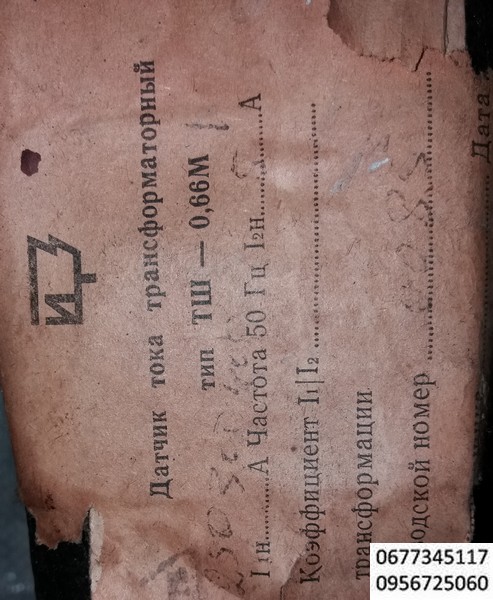 Датчик тока трансформаторный
тип ТШ — 0,66М 1
I₁н..........А Частота 50 Гц I₂н..........А
Коэффициент I₁|I₂ ..........
трансформации
одской номер ..........
Дата
0677345117
0956725060